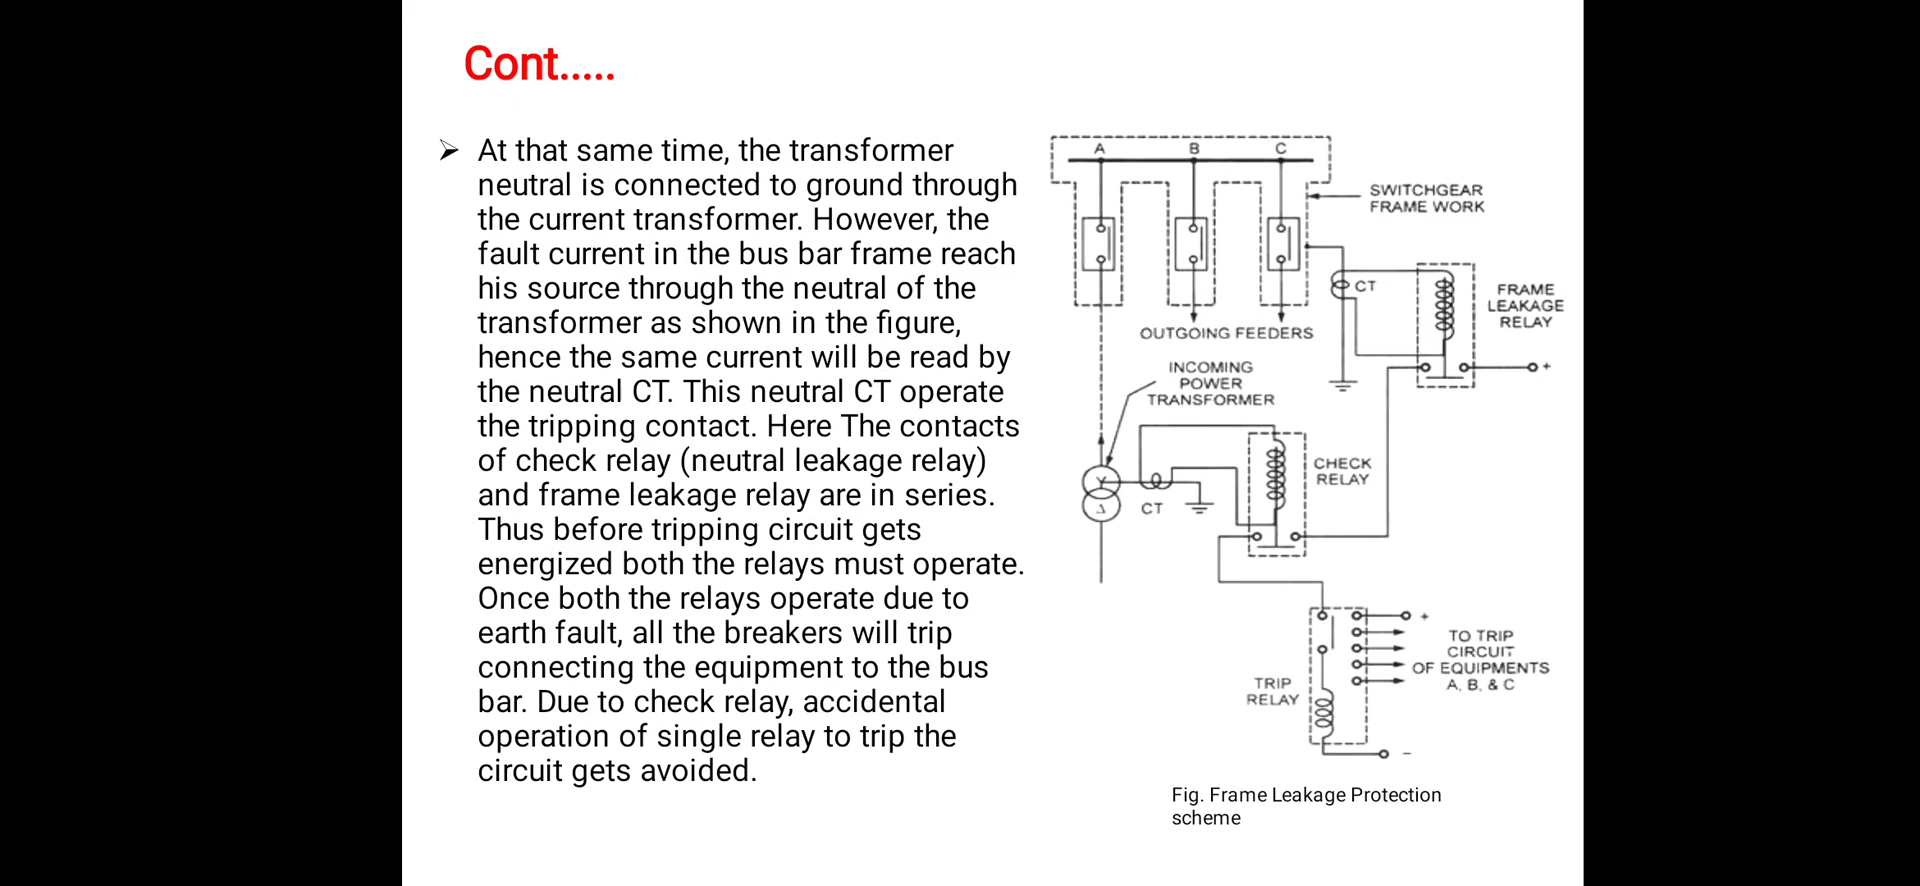 Cont.....
➢ At that same time, the transformer
neutral is connected to ground through
the current transformer. However, the
fault current in the bus bar frame reach
his source through the neutral of the
transformer as shown in the figure,
hence the same current will be read by
the neutral CT. This neutral CT operate
the tripping contact. Here The contacts
of check relay (neutral leakage relay)
and frame leakage relay are in series.
Thus before tripping circuit gets
energized both the relays must operate.
Once both the relays operate due to
earth fault, all the breakers will trip
connecting the equipment to the bus
bar. Due to check relay, accidental
operation of single relay to trip the
circuit gets avoided.
A B C
SWITCHGEAR
FRAME WORK
CT
FRAME
LEAKAGE
RELAY
+
OUTGOING FEEDERS
INCOMING
POWER
TRANSFORMER
CHECK
RELAY
Y
Δ
CT
+
TO TRIP
CIRCUIT
OF EQUIPMENTS
A, B, & C
TRIP
RELAY
−
Fig. Frame Leakage Protection
scheme